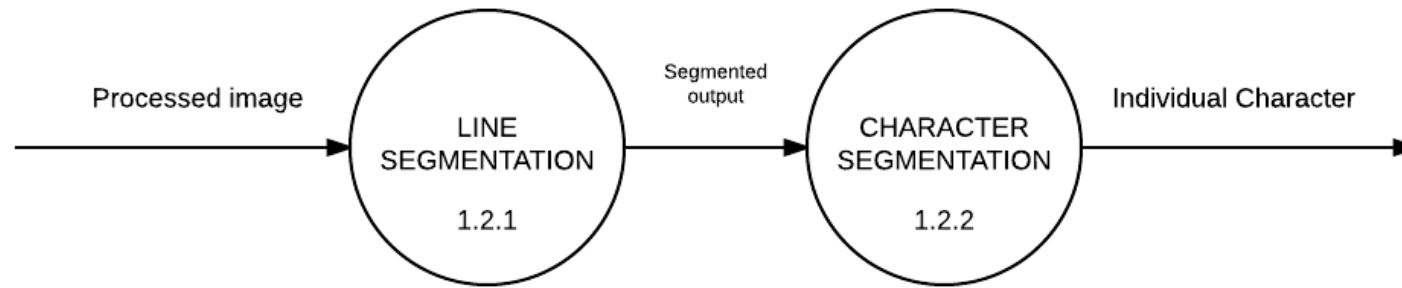 Processed image
LINE
SEGMENTATION
1.2.1
Segmented
output
CHARACTER
SEGMENTATION
1.2.2
Individual Character